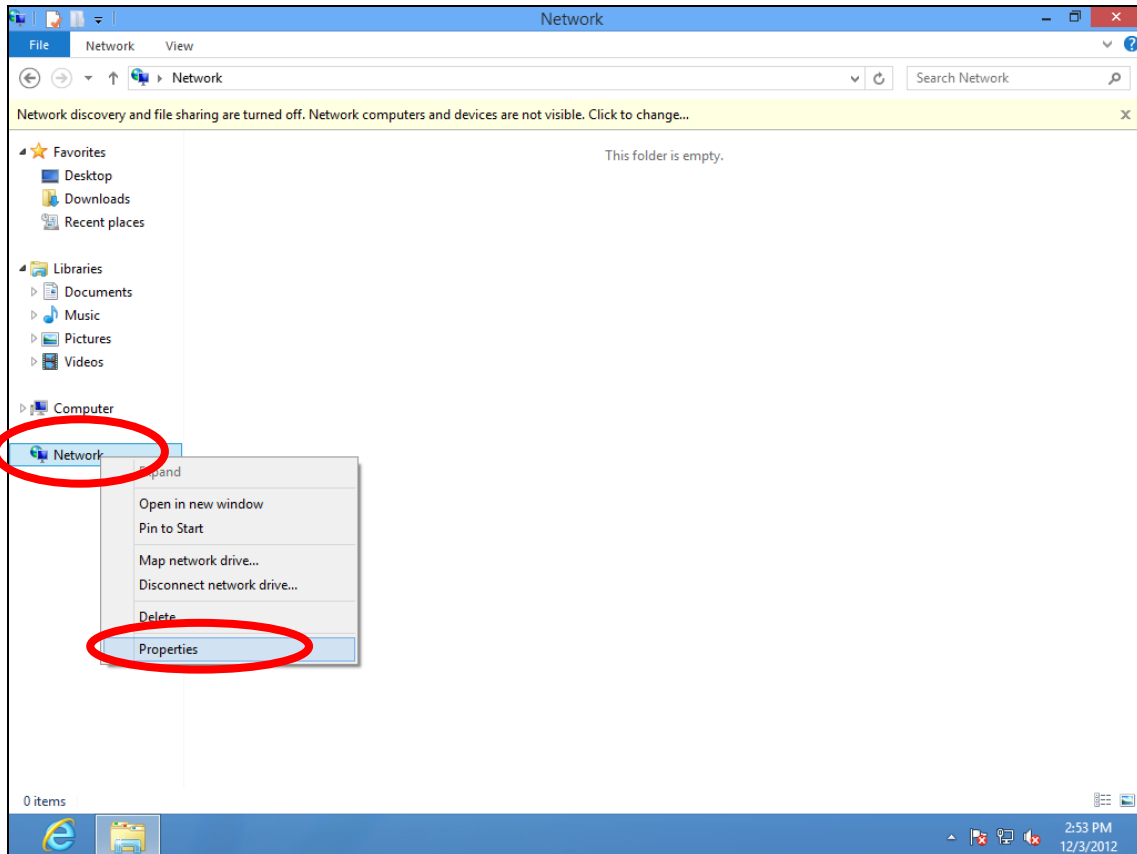 Network
File Network View
Network
Search Network
Network discovery and file sharing are turned off. Network computers and devices are not visible. Click to change...
This folder is empty.
Favorites
Desktop
Downloads
Recent places
Libraries
Documents
Music
Pictures
Videos
Computer
Network
Expand
Open in new window
Pin to Start
Map network drive...
Disconnect network drive...
Delete
Properties
0 items
2:53 PM
12/3/2012